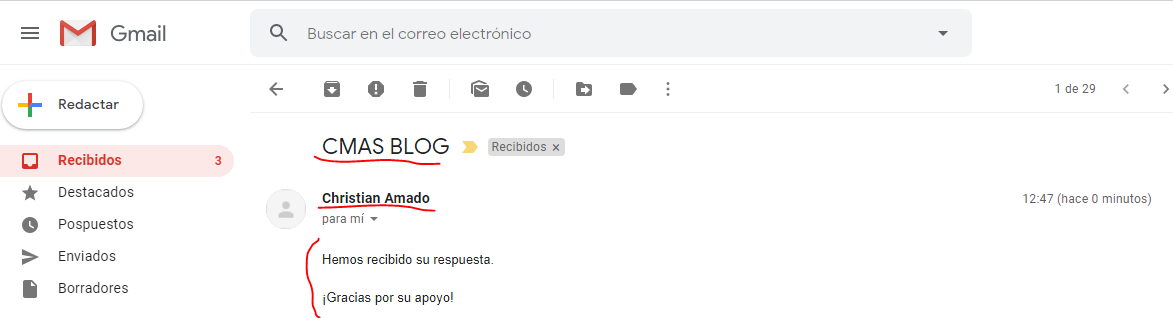 Gmail
Buscar en el correo electrónico
Redactar
1 de 29
CMAS BLOG
Recibidos ×
Recibidos 3
Destacados
Pospuestos
Enviados
Borradores
Christian Amado
12:47 (hace 0 minutos)
para mí
Hemos recibido su respuesta.
¡Gracias por su apoyo!